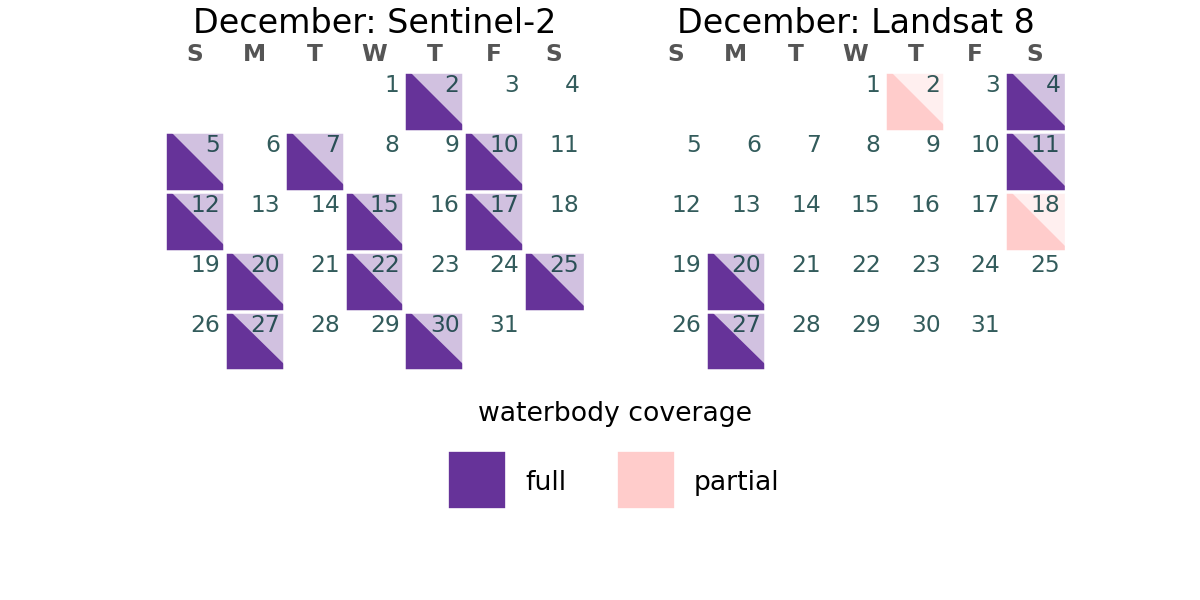 December: Sentinel-2
S M T W T F S
1 2 3 4
5 6 7 8 9 10 11
12 13 14 15 16 17 18
19 20 21 22 23 24 25
26 27 28 29 30 31
December: Landsat 8
S M T W T F S
1 2 3 4
5 6 7 8 9 10 11
12 13 14 15 16 17 18
19 20 21 22 23 24 25
26 27 28 29 30 31
waterbody coverage
full partial